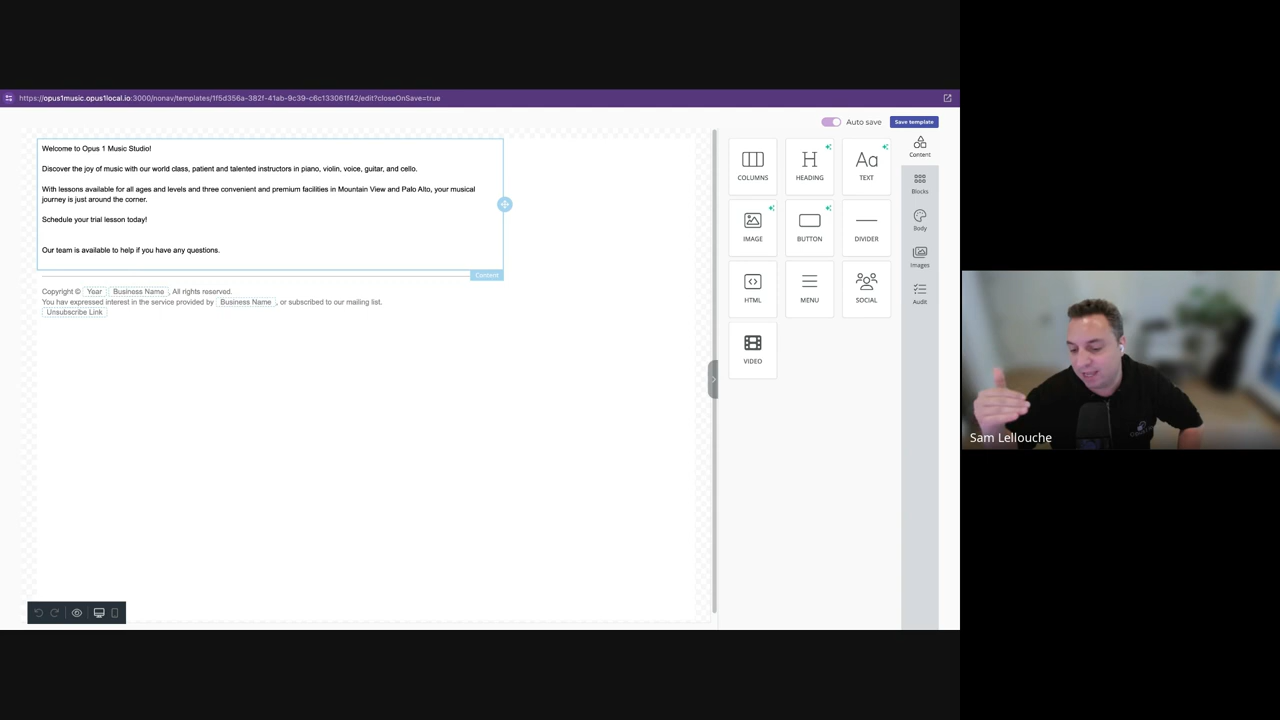 https://opus1music.opus1local.io:3000/nonav/templates/1f5d356a-382f-41ab-9c39-c6c133061f42/edit?closeOnSave=true
Auto save
Save template
Welcome to Opus 1 Music Studio!
Discover the joy of music with our world class, patient and talented instructors in piano, violin, voice, guitar, and cello.
With lessons available for all ages and levels and three convenient and premium facilities in Mountain View and Palo Alto, your musical
journey is just around the corner.
Schedule your trial lesson today!
Our team is available to help if you have any questions.
Content
Copyright © Year Business Name, All rights reserved.
You hav expressed interest in the service provided by Business Name, or subscribed to our mailing list.
Unsubscribe Link
COLUMNS
HEADING
TEXT
IMAGE
BUTTON
DIVIDER
HTML
MENU
SOCIAL
VIDEO
Content
Blocks
Body
Images
Audit
Sam Lellouche